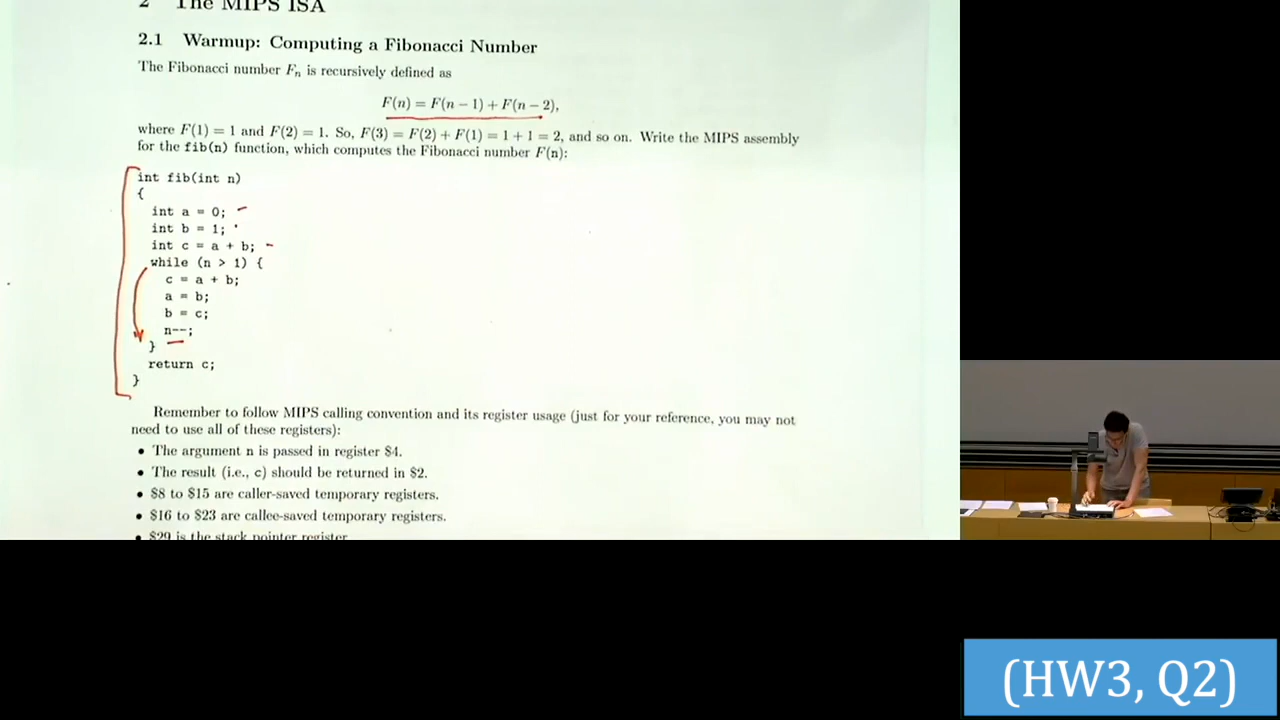 2 The MIPS ISA
2.1 Warmup: Computing a Fibonacci Number
The Fibonacci number Fn is recursively defined as
F(n) = F(n − 1) + F(n − 2),
where F(1) = 1 and F(2) = 1. So, F(3) = F(2) + F(1) = 1 + 1 = 2, and so on. Write the MIPS assembly
for the fib(n) function, which computes the Fibonacci number F(n):
int fib(int n)
{
int a = 0;
int b = 1;
int c = a + b;
while (n > 1) {
c = a + b;
a = b;
b = c;
n--;
}
return c;
}
Remember to follow MIPS calling convention and its register usage (just for your reference, you may not
need to use all of these registers):
• The argument n is passed in register $4.
• The result (i.e., c) should be returned in $2.
• $8 to $15 are caller-saved temporary registers.
• $16 to $23 are callee-saved temporary registers.
• $29 is the stack pointer register
(HW3, Q2)